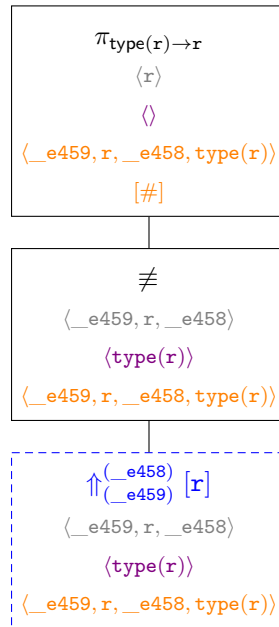 π_{type(r)→r}
⟨r⟩
⟨⟩
⟨__e459, r, __e458, type(r)⟩
[#]
≢
⟨__e459, r, __e458⟩
⟨type(r)⟩
⟨__e459, r, __e458, type(r)⟩
⇑^{(__e458)}_{(__e459)} [r]
⟨__e459, r, __e458⟩
⟨type(r)⟩
⟨__e459, r, __e458, type(r)⟩